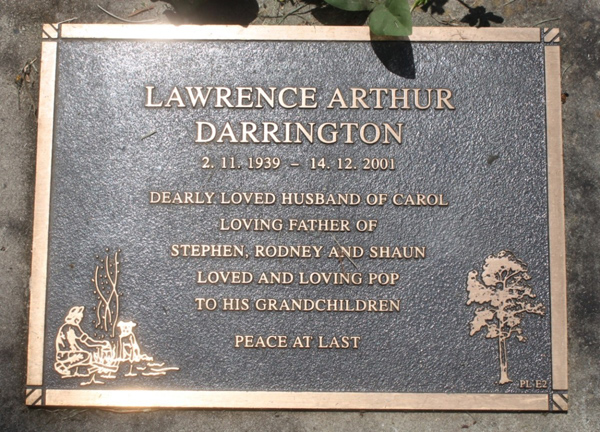 LAWRENCE ARTHUR
DARRINGTON
2. 11. 1939 – 14. 12. 2001
DEARLY LOVED HUSBAND OF CAROL
LOVING FATHER OF
STEPHEN, RODNEY AND SHAUN
LOVED AND LOVING POP
TO HIS GRANDCHILDREN
PEACE AT LAST
PL-E2